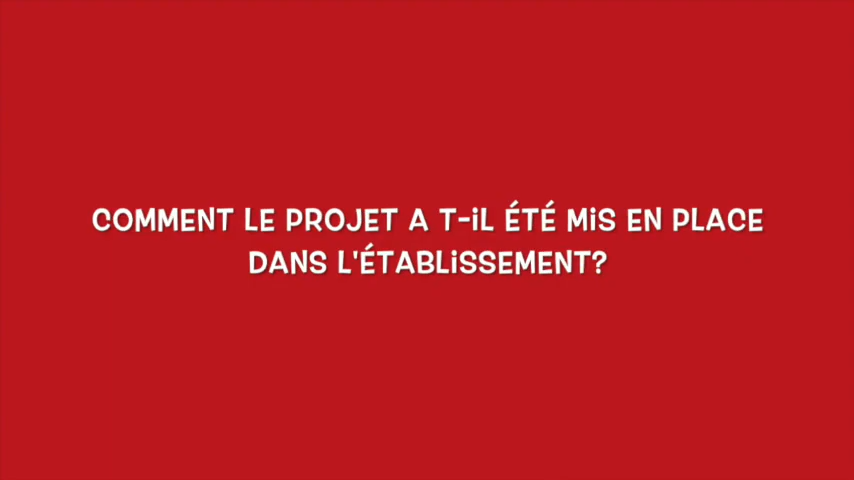 COMMENT LE PROJET A T-iL ÉTÉ MiS EN PLACE
DANS L'ÉTABLiSSEMENT?